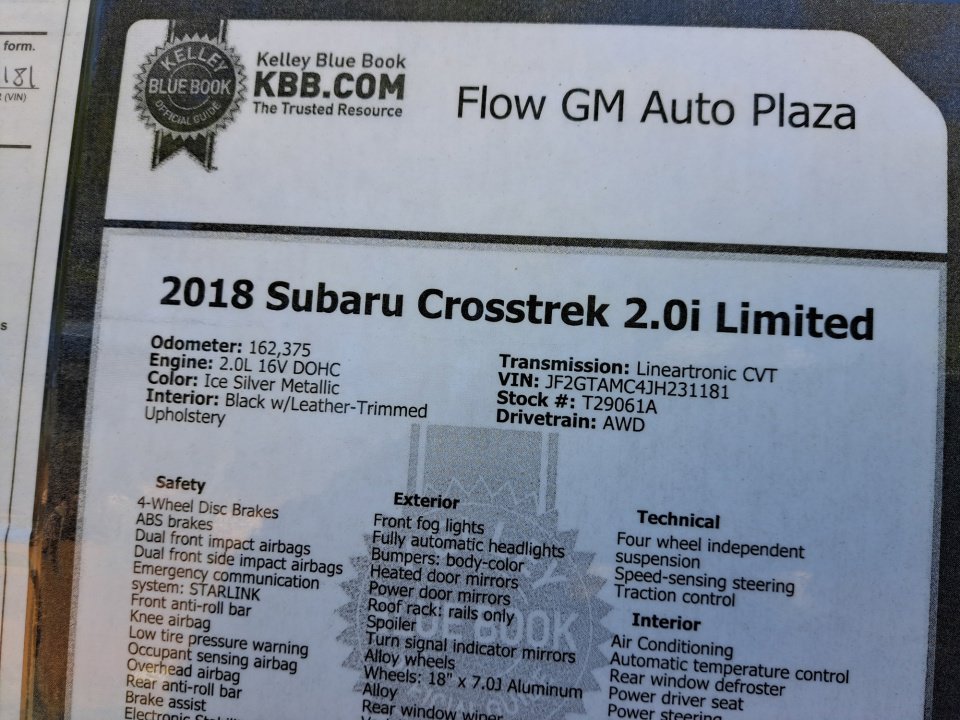 form.
181
(VIN)
s
KELLEY
BLUE BOOK
OFFICIAL GUIDE
Kelley Blue Book
KBB.COM
The Trusted Resource
Flow GM Auto Plaza
2018 Subaru Crosstrek 2.0i Limited
Odometer: 162,375
Engine: 2.0L 16V DOHC
Color: Ice Silver Metallic
Interior: Black w/Leather-Trimmed
Upholstery
Transmission: Lineartronic CVT
VIN: JF2GTAMC4JH231181
Stock #: T29061A
Drivetrain: AWD
Safety
4-Wheel Disc Brakes
ABS brakes
Dual front impact airbags
Dual front side impact airbags
Emergency communication
system: STARLINK
Front anti-roll bar
Knee airbag
Low tire pressure warning
Occupant sensing airbag
Overhead airbag
Rear anti-roll bar
Brake assist
Electronic
Exterior
Front fog lights
Fully automatic headlights
Bumpers: body-color
Heated door mirrors
Power door mirrors
Roof rack: rails only
Spoiler
Turn signal indicator mirrors
Alloy wheels
Wheels: 18" x 7.0J Aluminum
Alloy
Rear window wiper
BLUE BOOK
Technical
Four wheel independent
suspension
Speed-sensing steering
Traction control
Interior
Air Conditioning
Automatic temperature control
Rear window defroster
Power driver seat
Power steering